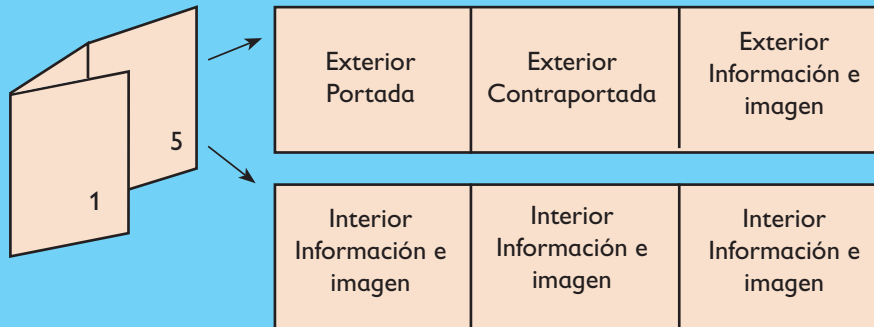 Exterior
Portada
Exterior
Contraportada
Exterior
Información e
imagen
5
1
Interior
Información e
imagen
Interior
Información e
imagen
Interior
Información e
imagen